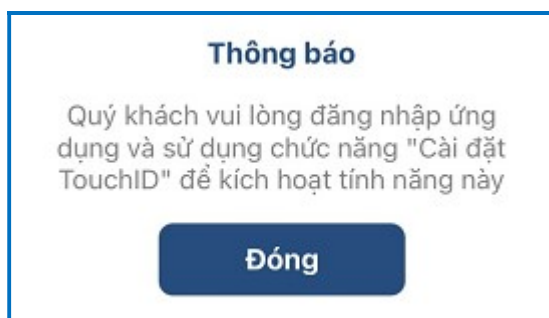 Thông báo
Quý khách vui lòng đăng nhập ứng
dụng và sử dụng chức năng "Cài đặt
TouchID" để kích hoạt tính năng này
Đóng